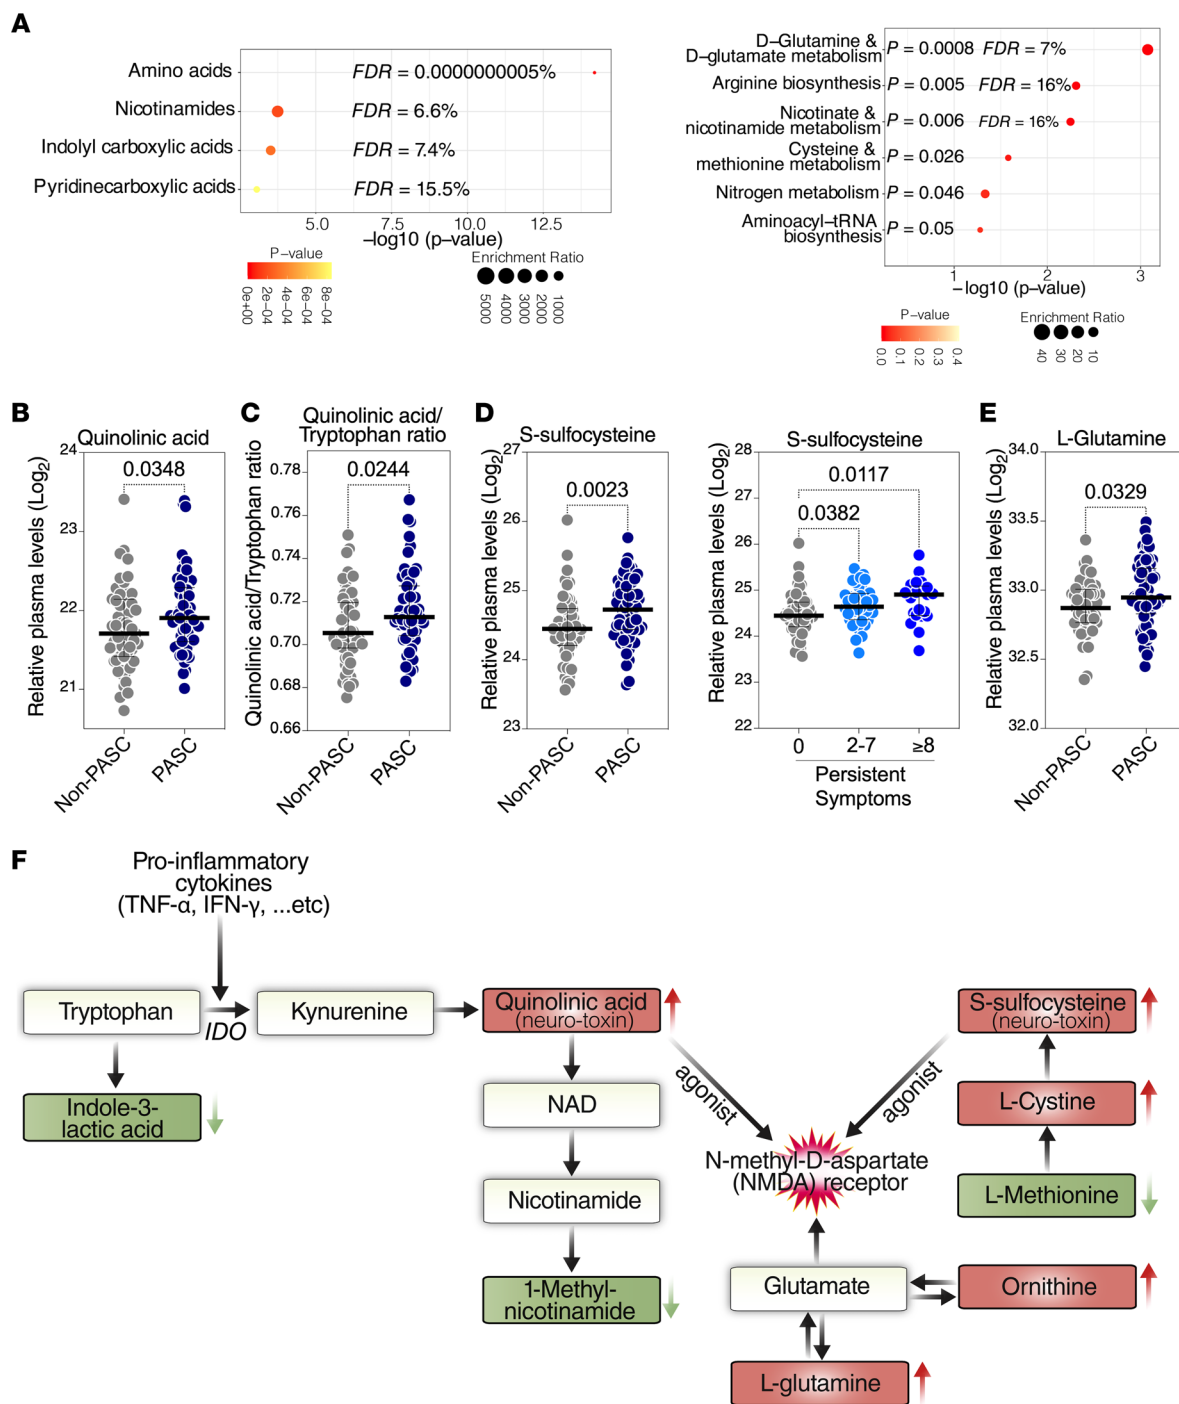 A
Amino acids
FDR = 0.0000000005%
Nicotinamides
FDR = 6.6%
Indolyl carboxylic acids
FDR = 7.4%
Pyridinecarboxylic acids
FDR = 15.5%
5.0 7.5 10.0 12.5
−log10 (p−value)
P−value
0e+00 2e−04 4e−04 6e−04 8e−04
Enrichment Ratio
5000 4000 3000 2000 1000
D−Glutamine &
D−glutamate metabolism
P = 0.0008 FDR = 7%
Arginine biosynthesis
P = 0.005 FDR = 16%
Nicotinate &
nicotinamide metabolism
P = 0.006 FDR = 16%
Cysteine &
methionine metabolism
P = 0.026
Nitrogen metabolism
P = 0.046
Aminoacyl−tRNA
biosynthesis
P = 0.05
1 2 3
−log10 (p−value)
P−value
0.0 0.1 0.2 0.3 0.4
Enrichment Ratio
40 30 20 10
B
Quinolinic acid
Relative plasma levels (Log2)
24
23
22
21
0.0348
Non-PASC PASC
C
Quinolinic acid/
Tryptophan ratio
Quinolinic acid/Tryptophan ratio
0.78
0.76
0.74
0.72
0.70
0.68
0.66
0.0244
Non-PASC PASC
D
S-sulfocysteine
Relative plasma levels (Log2)
27
26
25
24
23
0.0023
Non-PASC PASC
S-sulfocysteine
Relative plasma levels (Log2)
28
27
26
25
24
23
22
0.0117
0.0382
0 2-7 ≥8
Persistent
Symptoms
E
L-Glutamine
Relative plasma levels (Log2)
34.0
33.5
33.0
32.5
32.0
0.0329
Non-PASC PASC
F
Pro-inflammatory
cytokines
(TNF-α, IFN-γ, ...etc)
Tryptophan
IDO
Kynurenine
Quinolinic acid
(neuro-toxin)
S-sulfocysteine
(neuro-toxin)
Indole-3-
lactic acid
NAD
agonist
agonist
L-Cystine
N-methyl-D-aspartate
(NMDA) receptor
Nicotinamide
L-Methionine
1-Methyl-
nicotinamide
Glutamate
Ornithine
L-glutamine